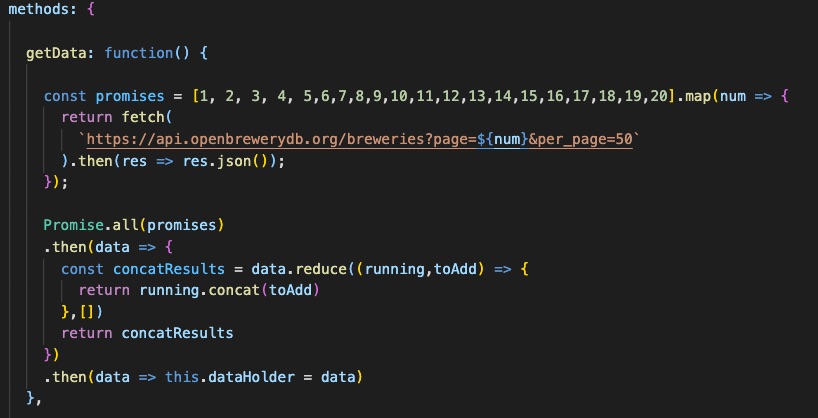 methods: {
getData: function() {
const promises = [1, 2, 3, 4, 5,6,7,8,9,10,11,12,13,14,15,16,17,18,19,20].map(num => {
return fetch(
`https://api.openbrewerydb.org/breweries?page=${num}&per_page=50`
).then(res => res.json());
});
Promise.all(promises)
.then(data => {
const concatResults = data.reduce((running,toAdd) => {
return running.concat(toAdd)
},[])
return concatResults
})
.then(data => this.dataHolder = data)
},